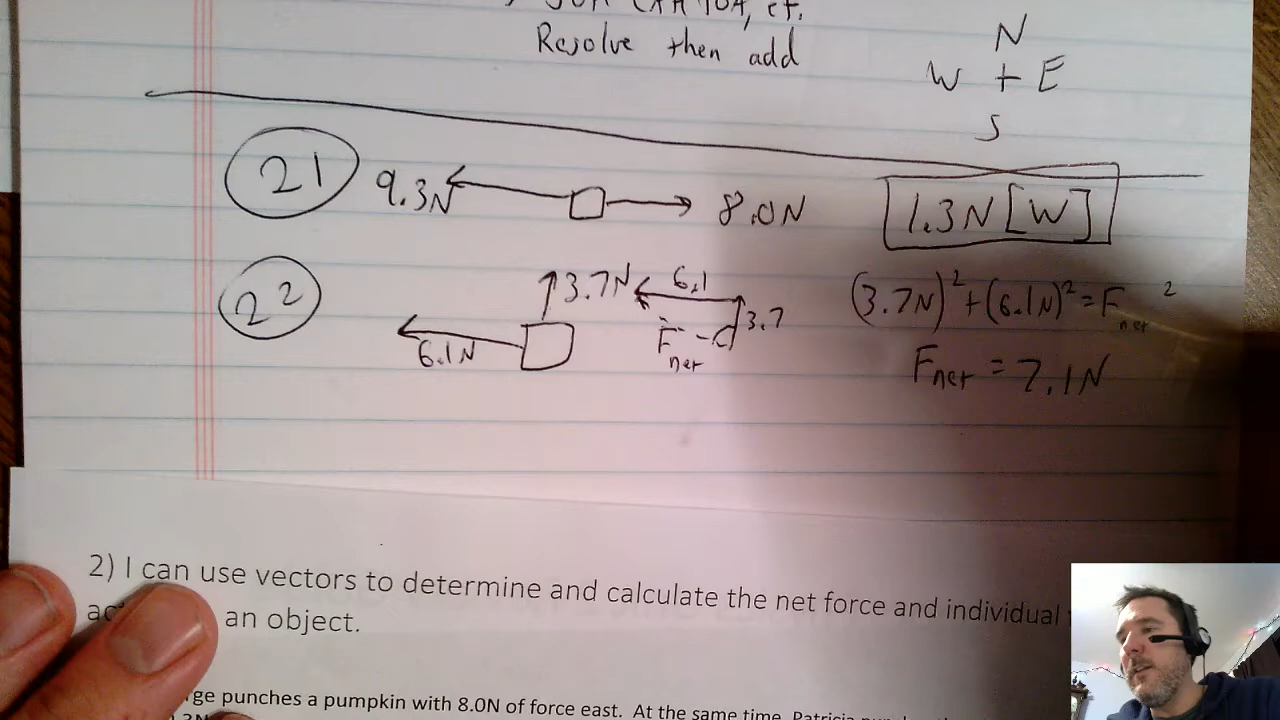 Resolve then add
N
W + E
S
21 9.3N 8.0N 1.3N [W]
22 3.7N 6.1 (3.7N)² + (6.1N)² = Fnet²
6.1N Fnet 3.7
Fnet = 7.1N
2) I can use vectors to determine and calculate the net force and individual
an object.
punches a pumpkin with 8.0N of force east. At the same time, Patricia